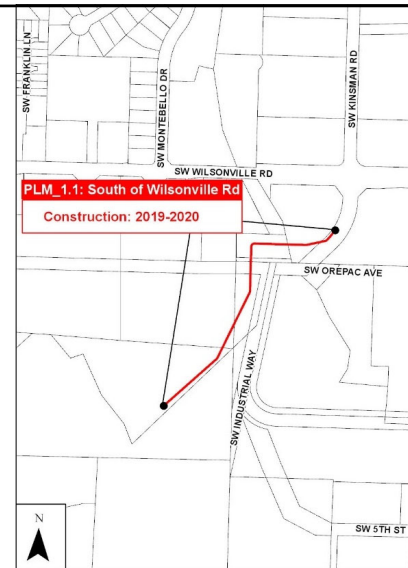 SW FRANKLIN LN
SW MONTEBELLO DR
SW KINSMAN RD
SW WILSONVILLE RD
PLM_1.1: South of Wilsonville Rd
Construction: 2019-2020
SW OREPAC AVE
SW INDUSTRIAL WAY
SW 5TH ST
N